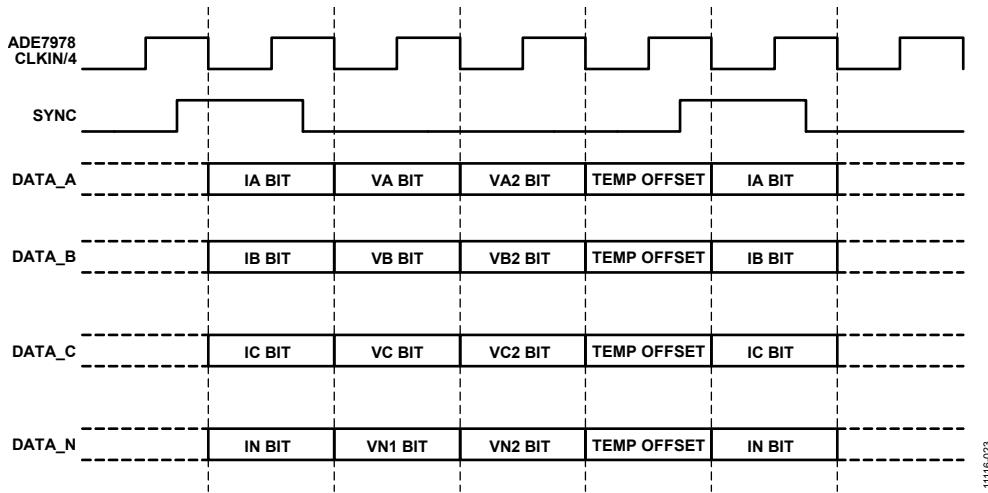 ADE7978
CLKIN/4
SYNC
DATA_A IA BIT VA BIT VA2 BIT TEMP OFFSET IA BIT
DATA_B IB BIT VB BIT VB2 BIT TEMP OFFSET IB BIT
DATA_C IC BIT VC BIT VC2 BIT TEMP OFFSET IC BIT
DATA_N IN BIT VN1 BIT VN2 BIT TEMP OFFSET IN BIT
11116-023